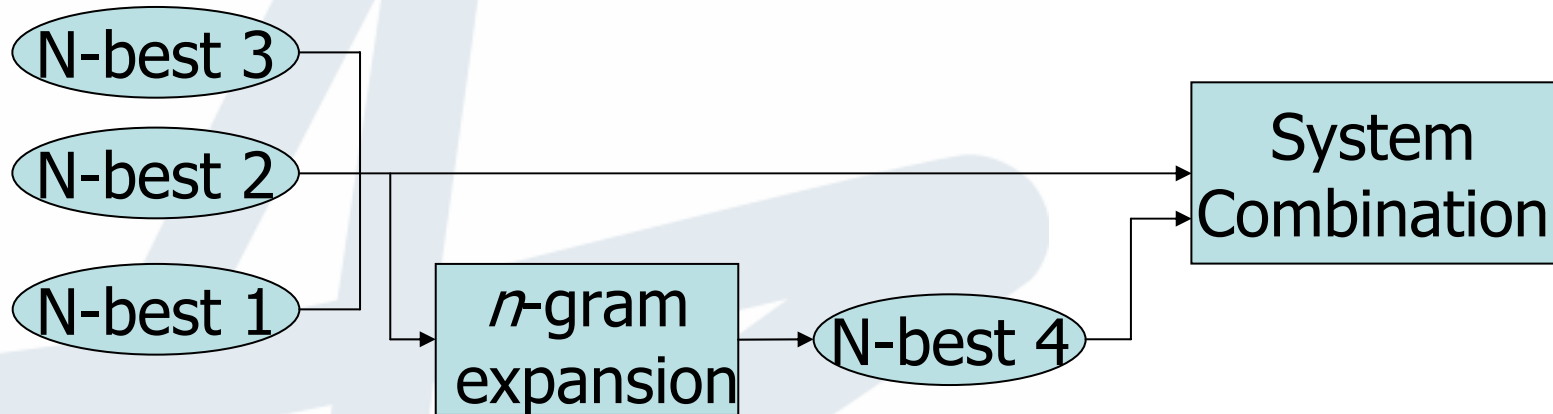 N-best 3
N-best 2
N-best 1
n-gram
expansion
N-best 4
System
Combination